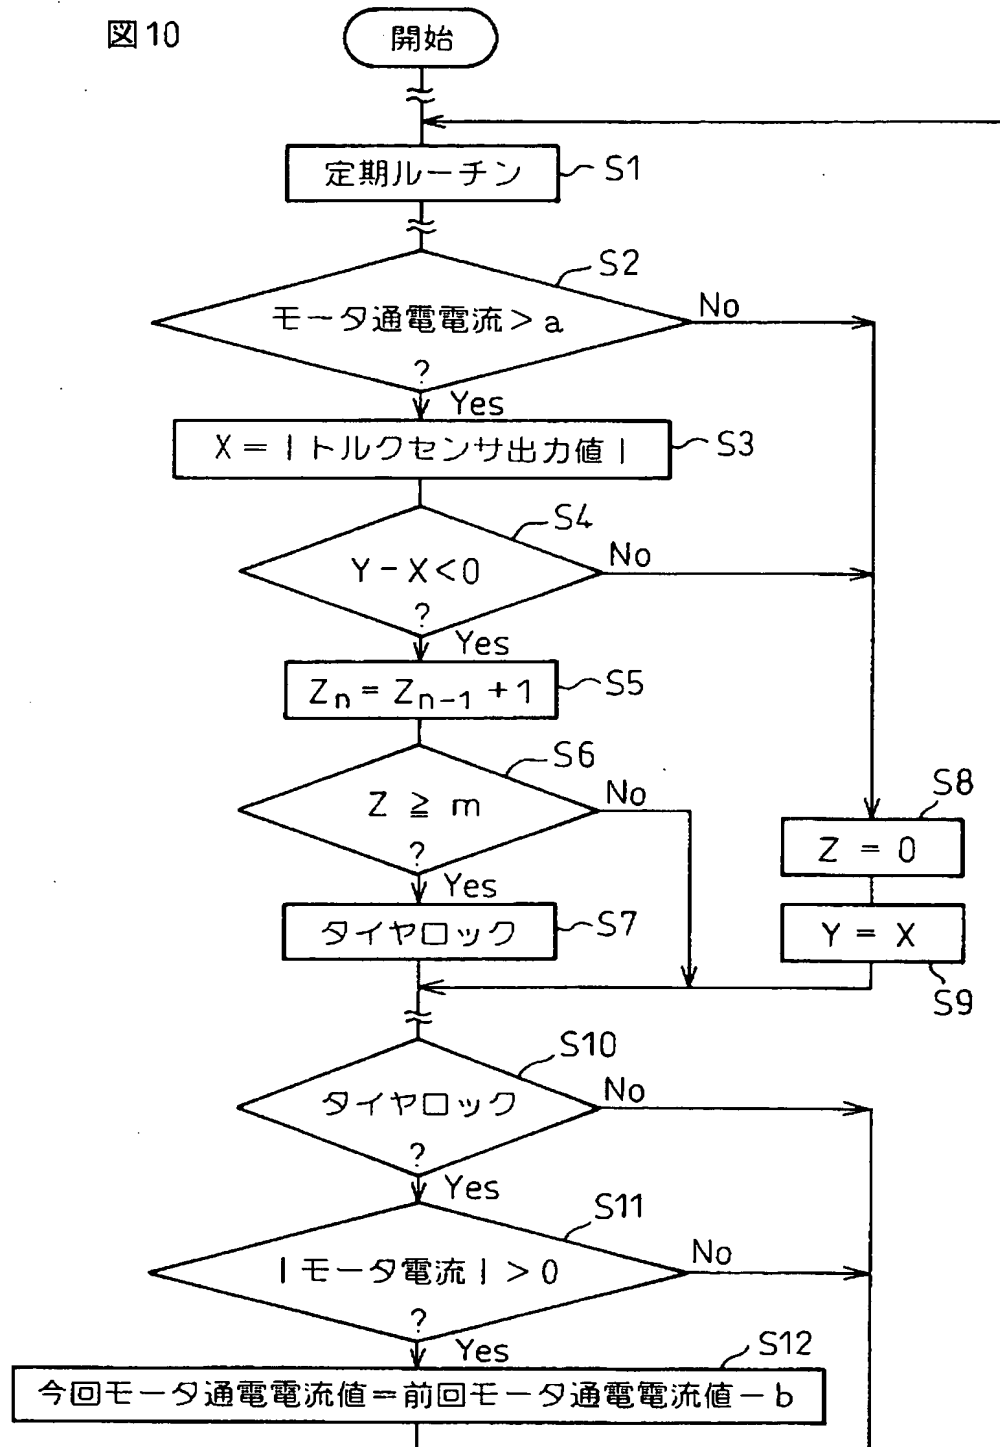 図10
開始
定期ルーチン
S1
S2
モータ通電電流>a
?
No
Yes
X=|トルクセンサ出力値|
S3
S4
Y-X<0
?
No
Yes
Zn=Zn-1+1
S5
S6
Z≧m
?
No
Yes
タイヤロック
S7
S8
Z=0
Y=X
S9
S10
タイヤロック
?
No
Yes
S11
|モータ電流|>0
?
No
Yes
S12
今回モータ通電電流値=前回モータ通電電流値-b